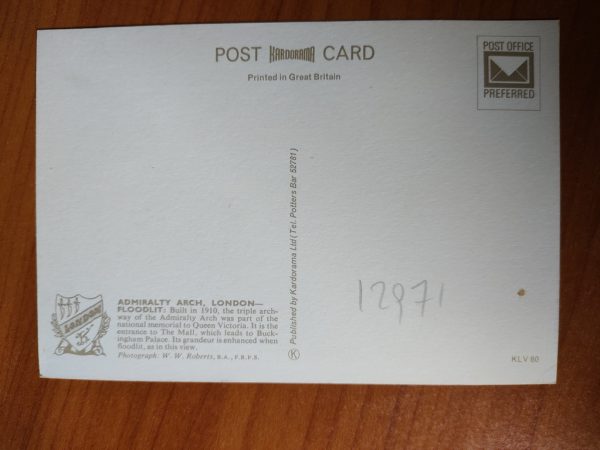 POST KARDORAMA CARD
Printed in Great Britain
POST OFFICE
PREFERRED
Published by Kardorama Ltd (Tel. Potters Bar 52781)
12971
LONDON
ADMIRALTY ARCH, LONDON—
FLOODLIT: Built in 1910, the triple arch-
way of the Admiralty Arch was part of the
national memorial to Queen Victoria. It is the
entrance to The Mall, which leads to Buck-
ingham Palace. Its grandeur is enhanced when
floodlit, as in this view.
Photograph: W. W. Roberts, B.A., F.R.P.S.
K
KLV 60